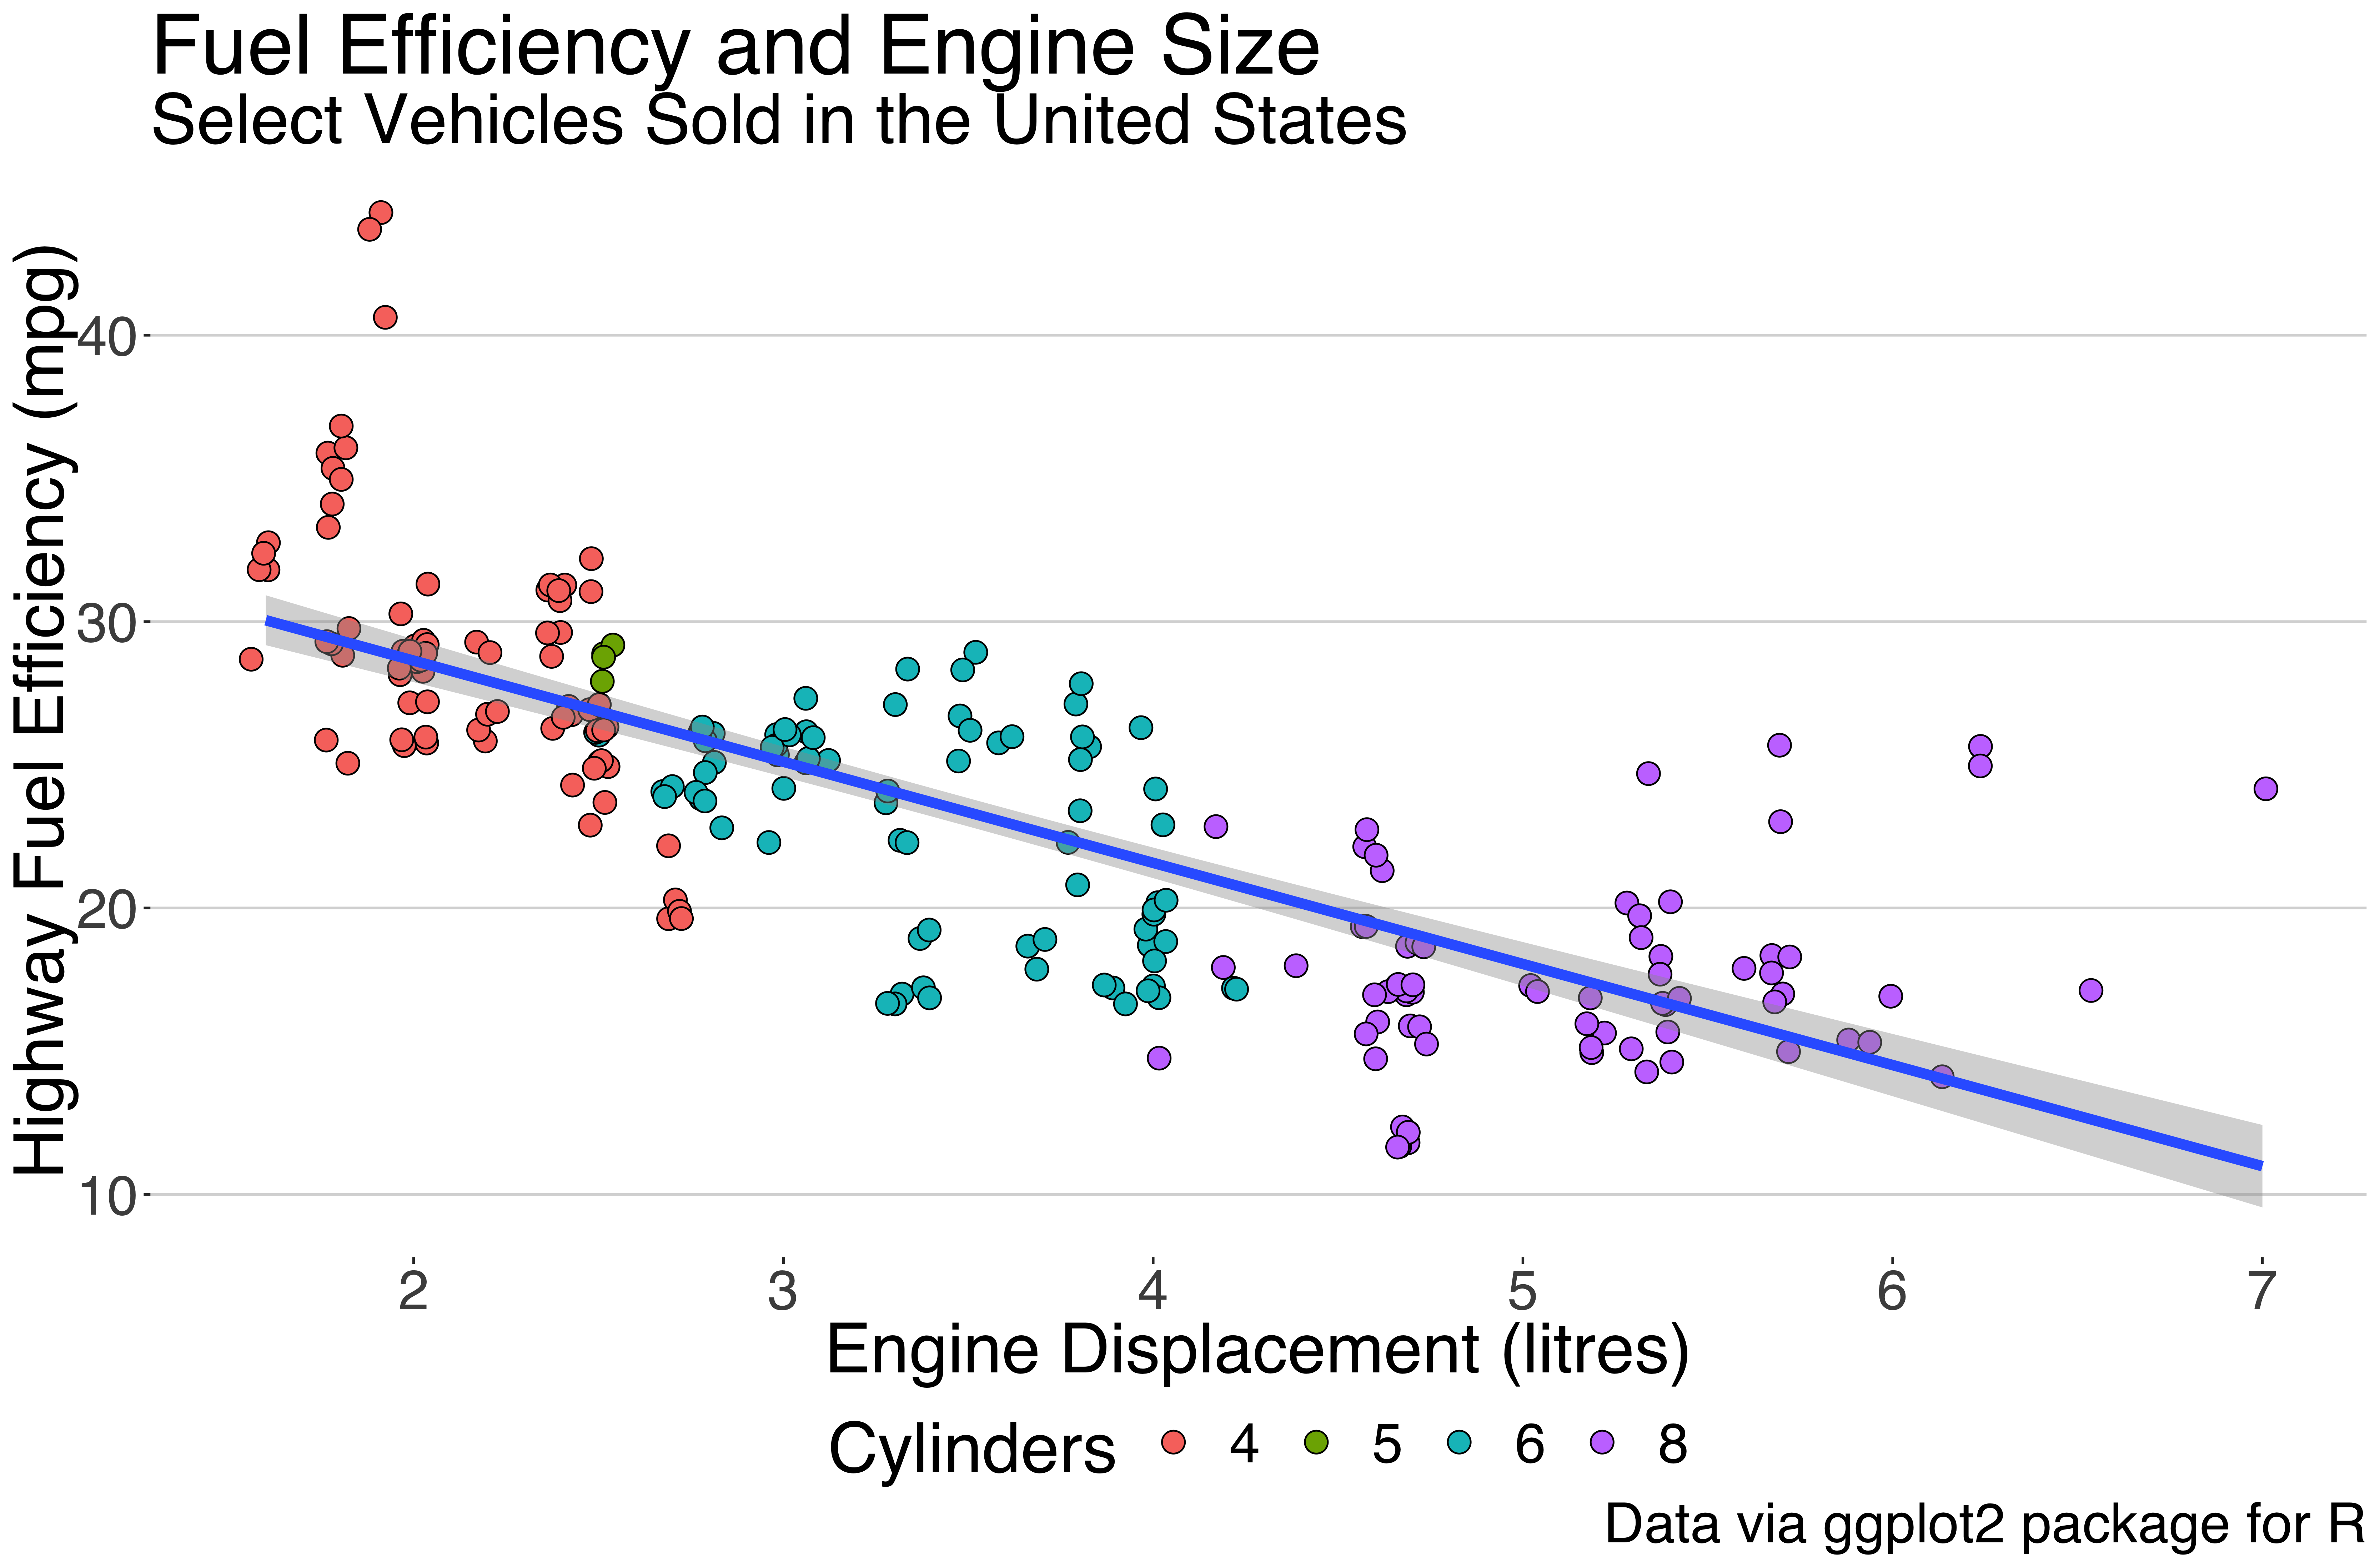 Fuel Efficiency and Engine Size
Select Vehicles Sold in the United States
Highway Fuel Efficiency (mpg)
40
30
20
10
2 3 4 5 6 7
Engine Displacement (litres)
Cylinders 4 5 6 8
Data via ggplot2 package for R